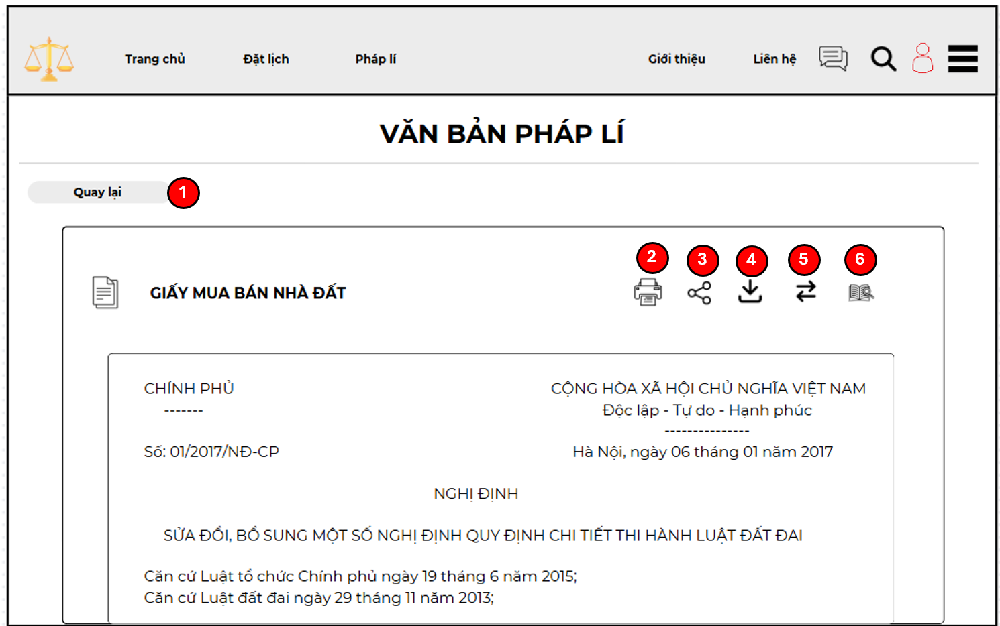 Trang chủ Đặt lịch Pháp lí Giới thiệu Liên hệ
VĂN BẢN PHÁP LÍ
Quay lại 1
2 3 4 5 6
GIẤY MUA BÁN NHÀ ĐẤT
CHÍNH PHỦ CỘNG HÒA XÃ HỘI CHỦ NGHĨA VIỆT NAM
------- Độc lập - Tự do - Hạnh phúc
---------------
Số: 01/2017/NĐ-CP Hà Nội, ngày 06 tháng 01 năm 2017
NGHỊ ĐỊNH
SỬA ĐỔI, BỔ SUNG MỘT SỐ NGHỊ ĐỊNH QUY ĐỊNH CHI TIẾT THI HÀNH LUẬT ĐẤT ĐAI
Căn cứ Luật tổ chức Chính phủ ngày 19 tháng 6 năm 2015;
Căn cứ Luật đất đai ngày 29 tháng 11 năm 2013;